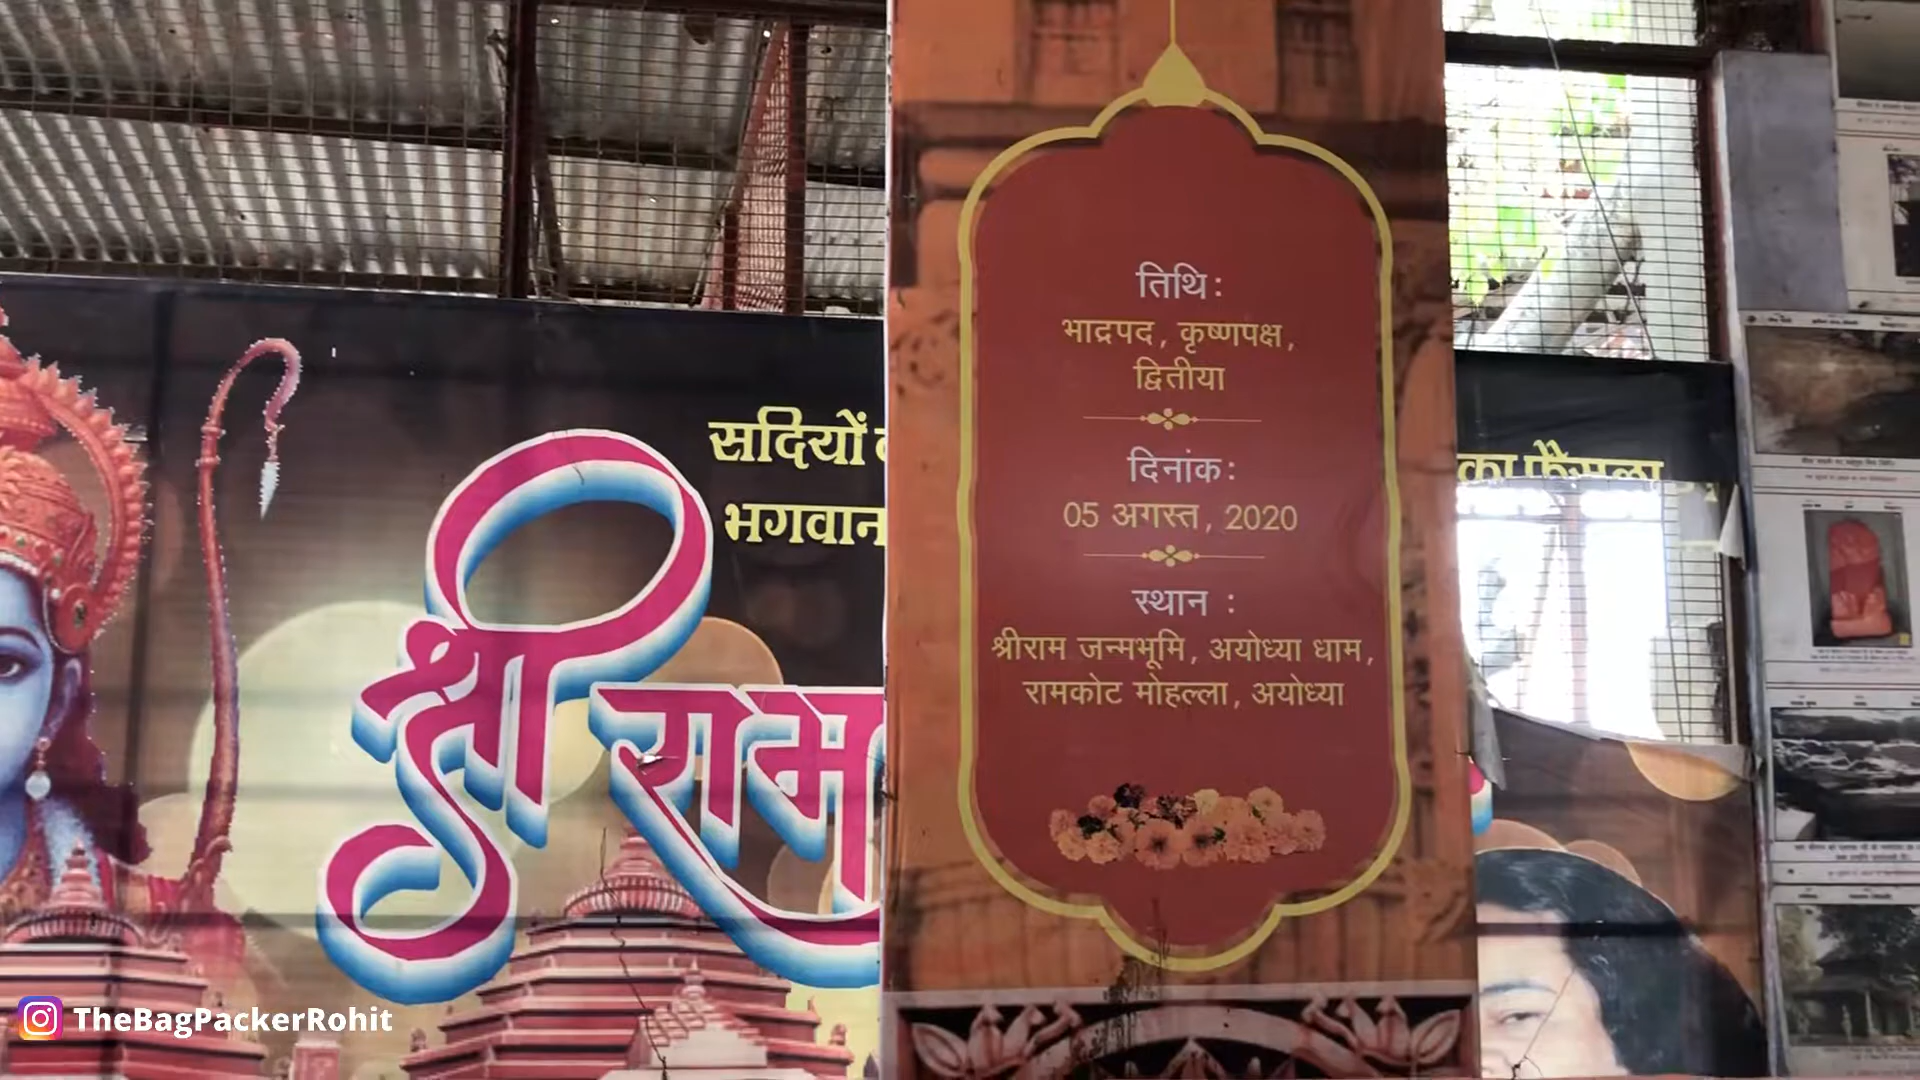 सदियों
भगवान
श्री राम
तिथि :
भाद्रपद, कृष्णपक्ष,
द्वितीया
दिनांक:
05 अगस्त, 2020
स्थान :
श्रीराम जन्मभूमि, अयोध्या धाम,
रामकोट मोहल्ला, अयोध्या
का फैसला
TheBagPackerRohit